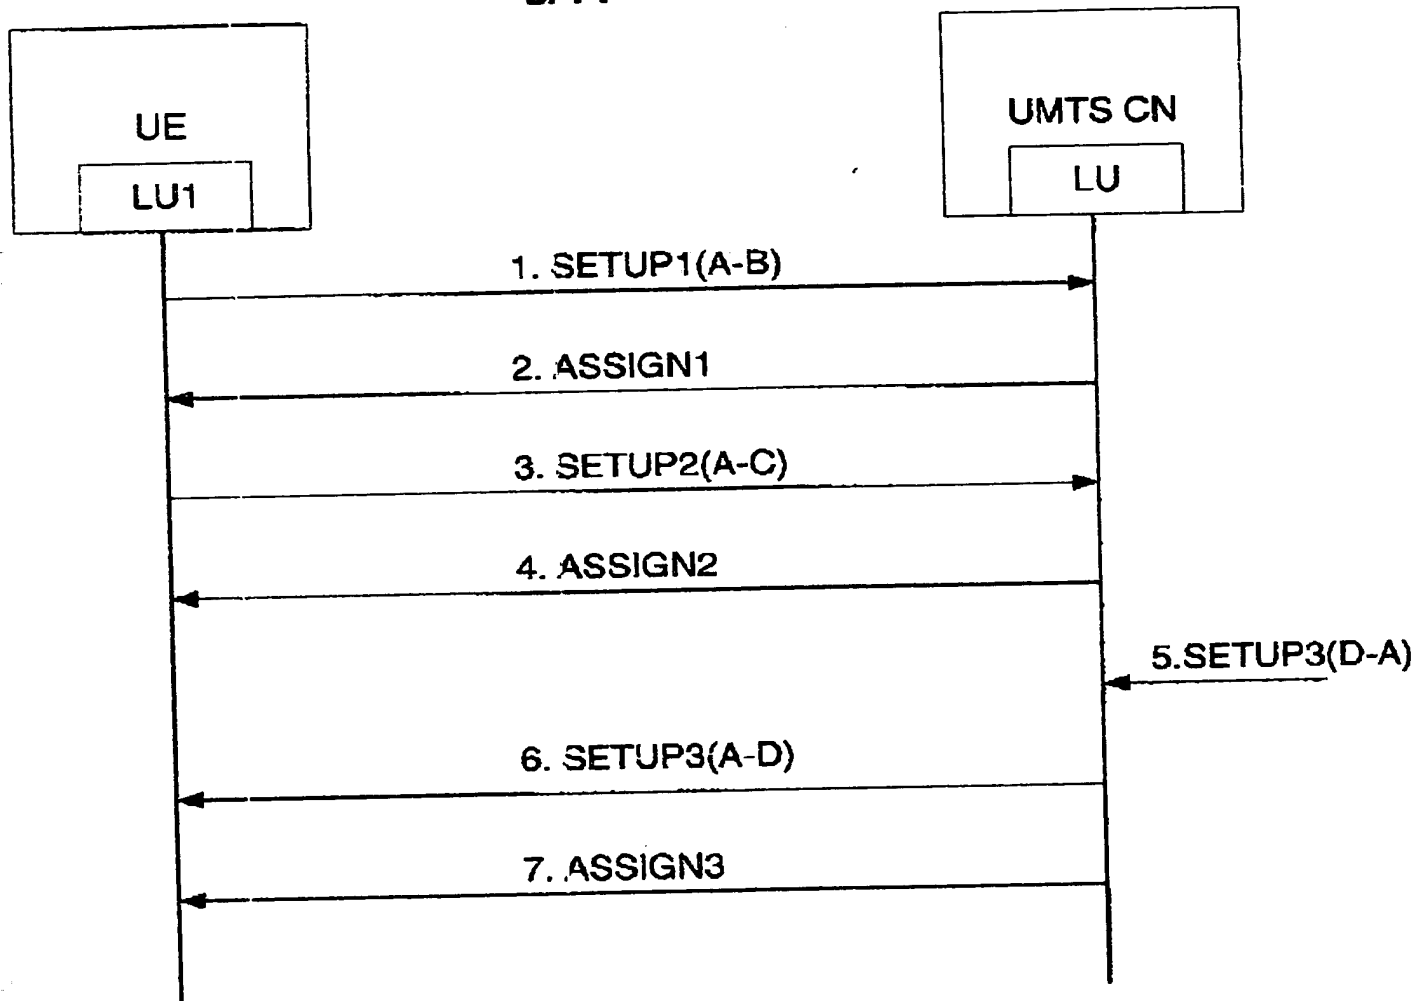 UE
LU1
UMTS CN
LU
1. SETUP1(A-B)
2. ASSIGN1
3. SETUP2(A-C)
4. ASSIGN2
5.SETUP3(D-A)
6. SETUP3(A-D)
7. ASSIGN3